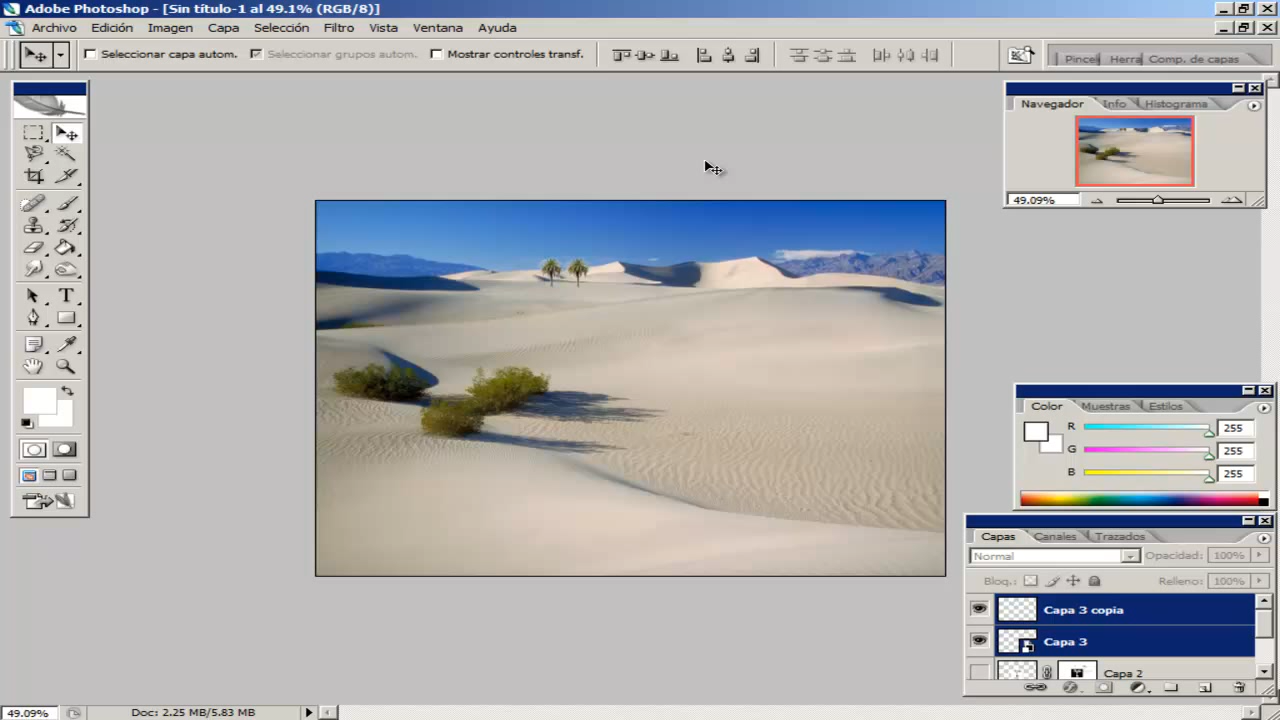 Adobe Photoshop - [Sin título-1 al 49.1% (RGB/8)]
Archivo Edición Imagen Capa Selección Filtro Vista Ventana Ayuda
Seleccionar capa autom. Seleccionar grupos autom. Mostrar controles transf.
Pincel Herra Comp. de capas
Navegador Info Histograma
49.09%
Color Muestras Estilos
R 255
G 255
B 255
Capas Canales Trazados
Normal Opacidad: 100%
Bloq.: Relleno: 100%
Capa 3 copia
Capa 3
Capa 2
49.09% Doc: 2.25 MB/5.83 MB